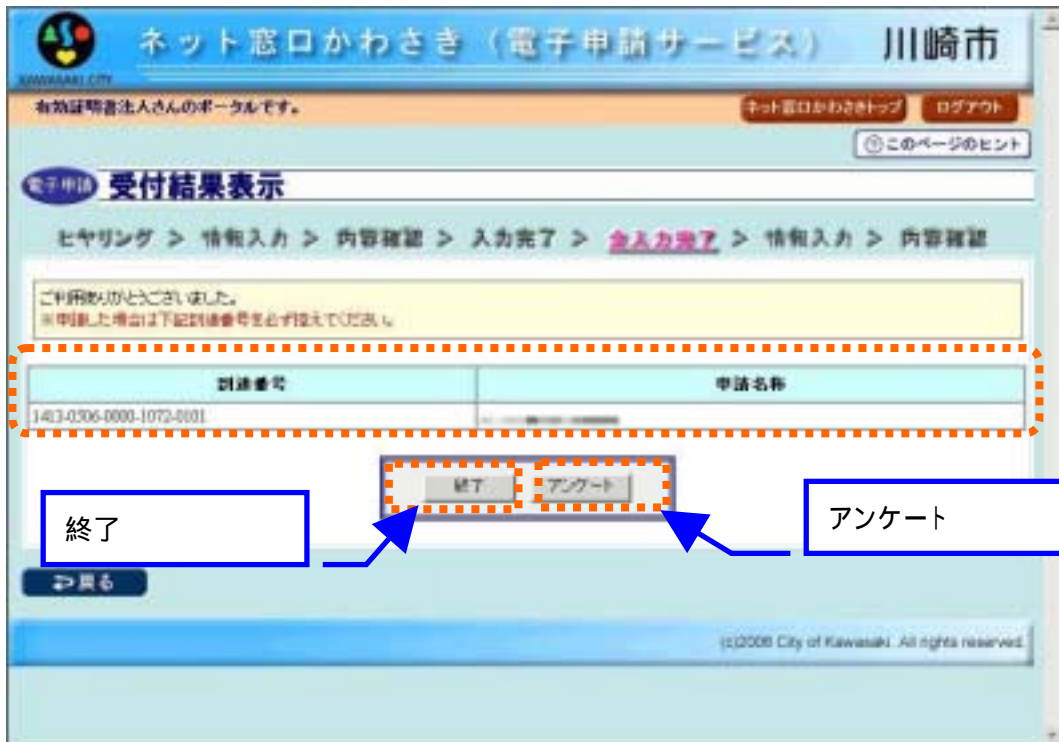 ネット窓口かわさき（電子申請サービス） 川崎市
KAWASAKI CITY
有効証明書法人さんのポータルです。 ネット窓口かわさきトップ ログアウト
このページのヒント
電子申請 受付結果表示
ヒヤリング > 情報入力 > 内容確認 > 入力完了 > 全入力完了 > 情報入力 > 内容確認
ご利用ありがとうございました。
※申請した場合は下記到達番号を必ず控えてください。
到達番号 申請名称
1413-0306-0000-1072-0101
終了 アンケート
終了
アンケート
戻る
(c)2006 City of Kawasaki. All rights reserved.